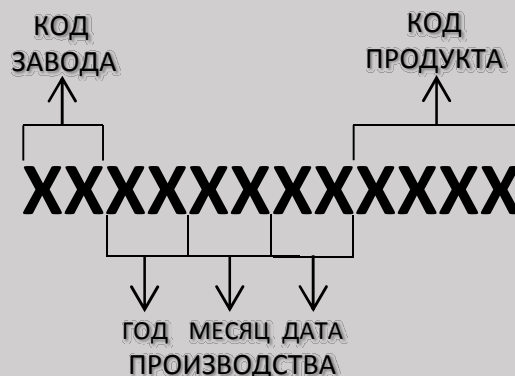 КОД
ЗАВОДА
КОД
ПРОДУКТА
XXXXXXXXXXXX
ГОД МЕСЯЦ ДАТА
ПРОИЗВОДСТВА